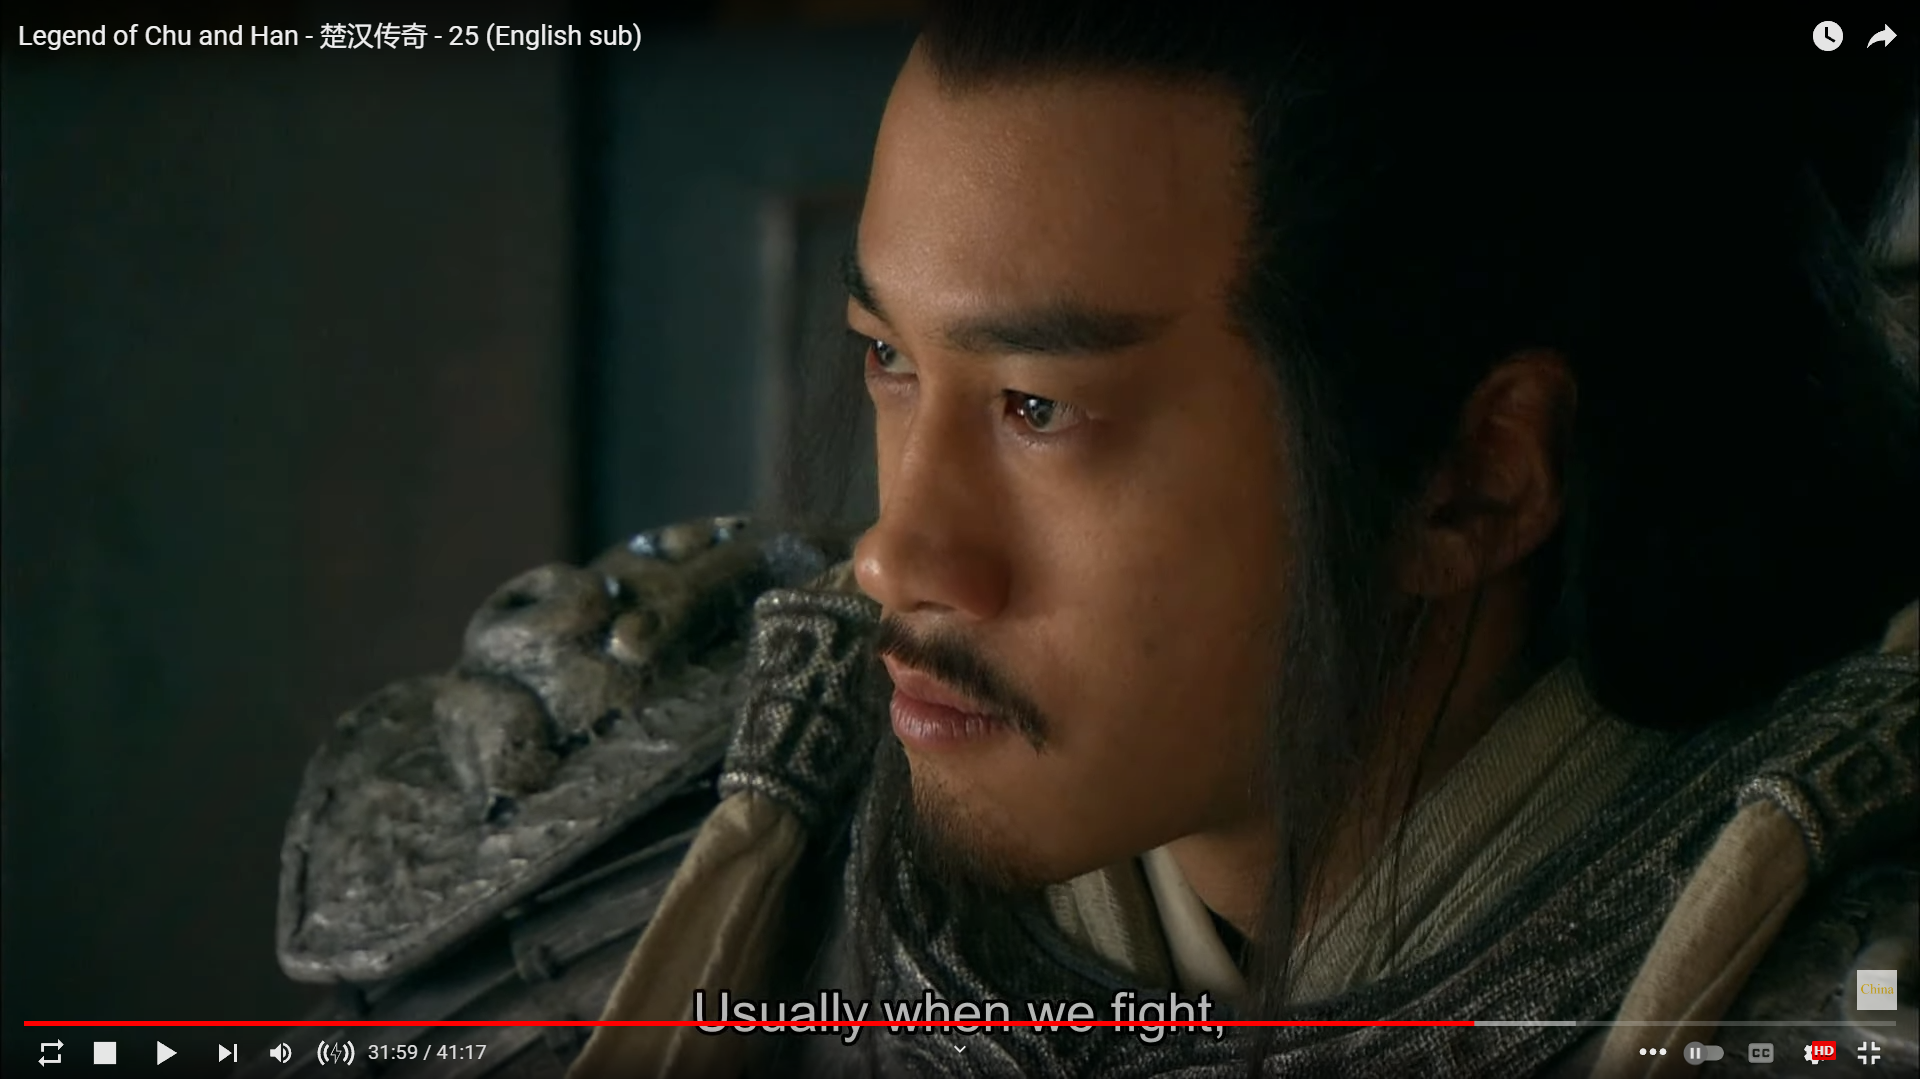 Legend of Chu and Han - 楚汉传奇 - 25 (English sub)
China
Usually when we fight,
31:59 / 41:17
CC
HD